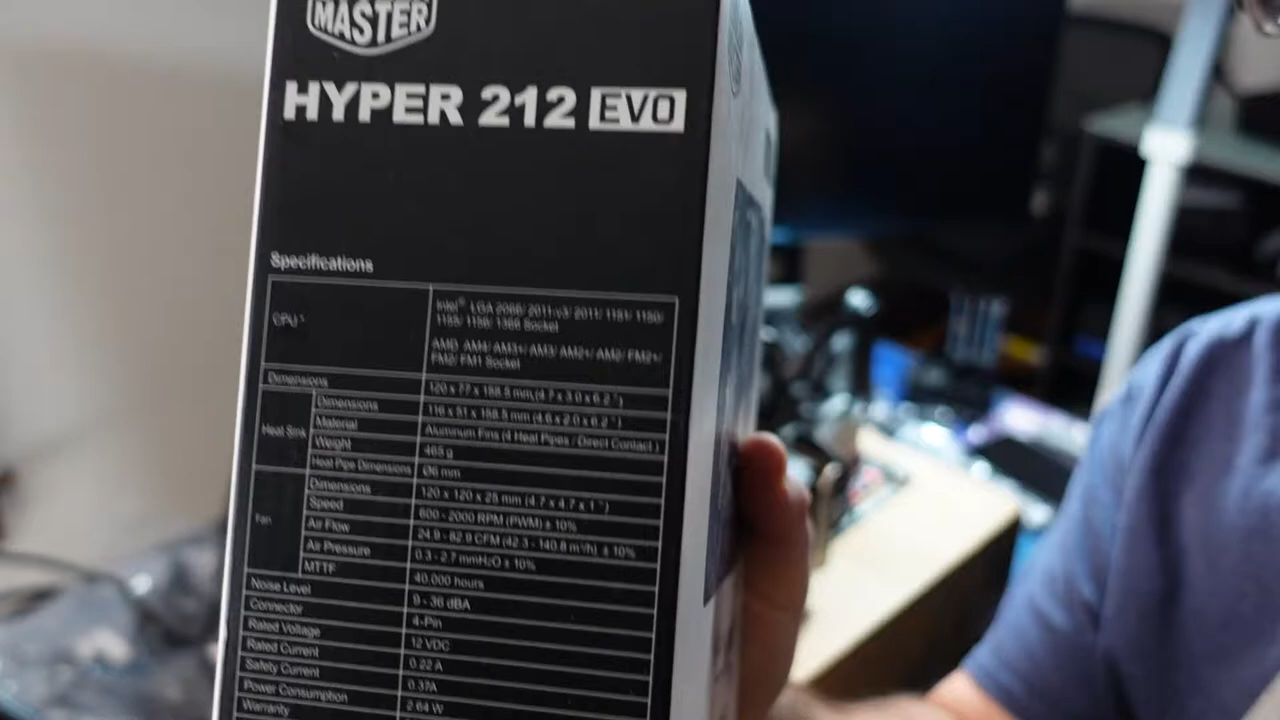 MASTER
HYPER 212 EVO
Specifications
CPU
Intel® LGA 2066/ 2011-v3/ 2011/ 1151/ 1150/
1155/ 1156/ 1366 Socket
AMD AM4/ AM3+/ AM3/ AM2+/ AM2/ FM2+/
FM2/ FM1 Socket
Dimensions 120 x 77 x 158.5 mm (4.7 x 3.0 x 6.2 ")
Heat Sink
Dimensions 116 x 51 x 158.5 mm (4.6 x 2.0 x 6.2 ")
Material Aluminum Fins (4 Heat Pipes / Direct Contact )
Weight 465 g
Heat Pipe Dimensions Ø6 mm
Fan
Dimensions 120 x 120 x 25 mm (4.7 x 4.7 x 1 ")
Speed 600 - 2000 RPM (PWM) ± 10%
Air Flow 24.9 - 82.9 CFM (42.3 - 140.8 m³/h) ± 10%
Air Pressure 0.3 - 2.7 mmH₂O ± 10%
MTTF 40,000 hours
Noise Level 9 - 36 dBA
Connector 4-Pin
Rated Voltage 12 VDC
Rated Current 0.22 A
Safety Current 0.37A
Power Consumption 2.64 W
Warranty